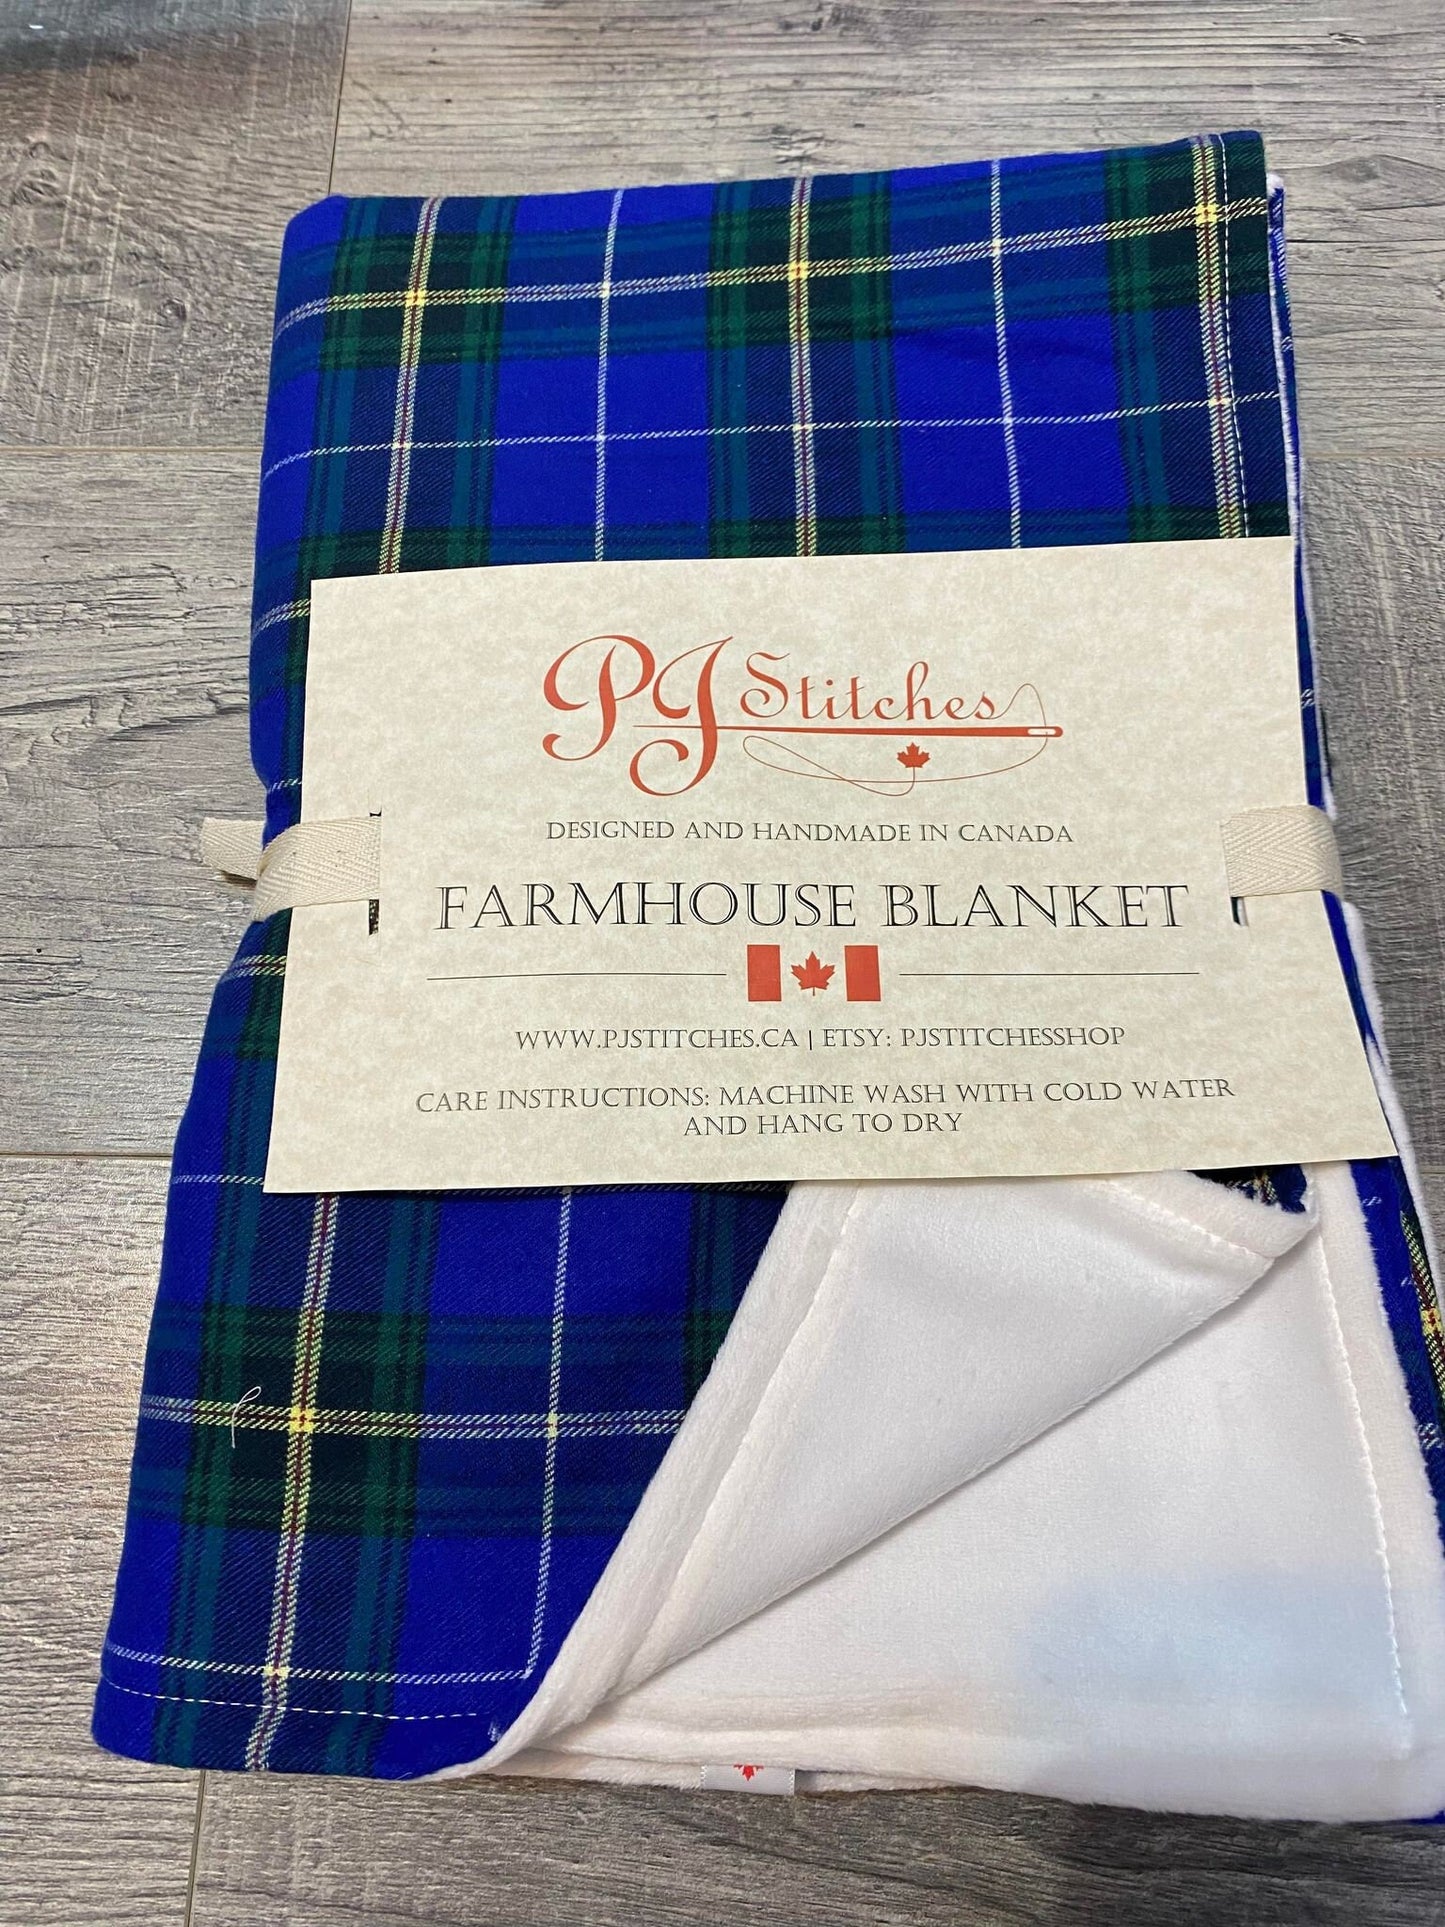 PJ Stitches
DESIGNED AND HANDMADE IN CANADA
FARMHOUSE BLANKET
WWW.PJSTITCHES.CA | ETSY: PJSTITCHESSHOP
CARE INSTRUCTIONS: MACHINE WASH WITH COLD WATER
AND HANG TO DRY